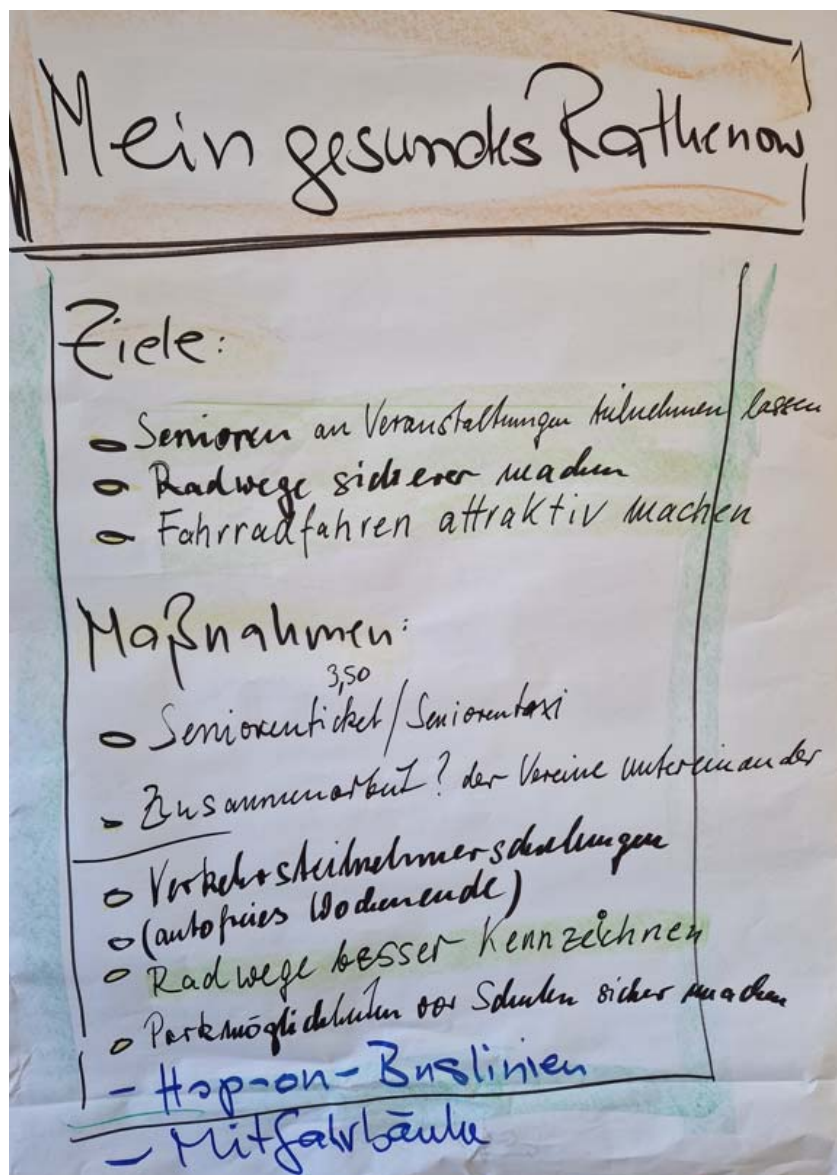 Mein gesundes Rathenow
Ziele:
Senioren an Veranstaltungen teilnehmen lassen
Radwege sicherer machen
Fahrradfahren attraktiv machen
Maßnahmen:
3,50
Seniorenticket / Seniorentaxi
- Zusammenarbeit? der Vereine untereinander
Verkehrsteilnehmerschulungen
(autofreies Wochenende)
Radwege besser Kennzeichnen
Parkmöglichkeiten vor Schulen sicher machen
- Hop-on-Buslinien
- Mitfahrbänke